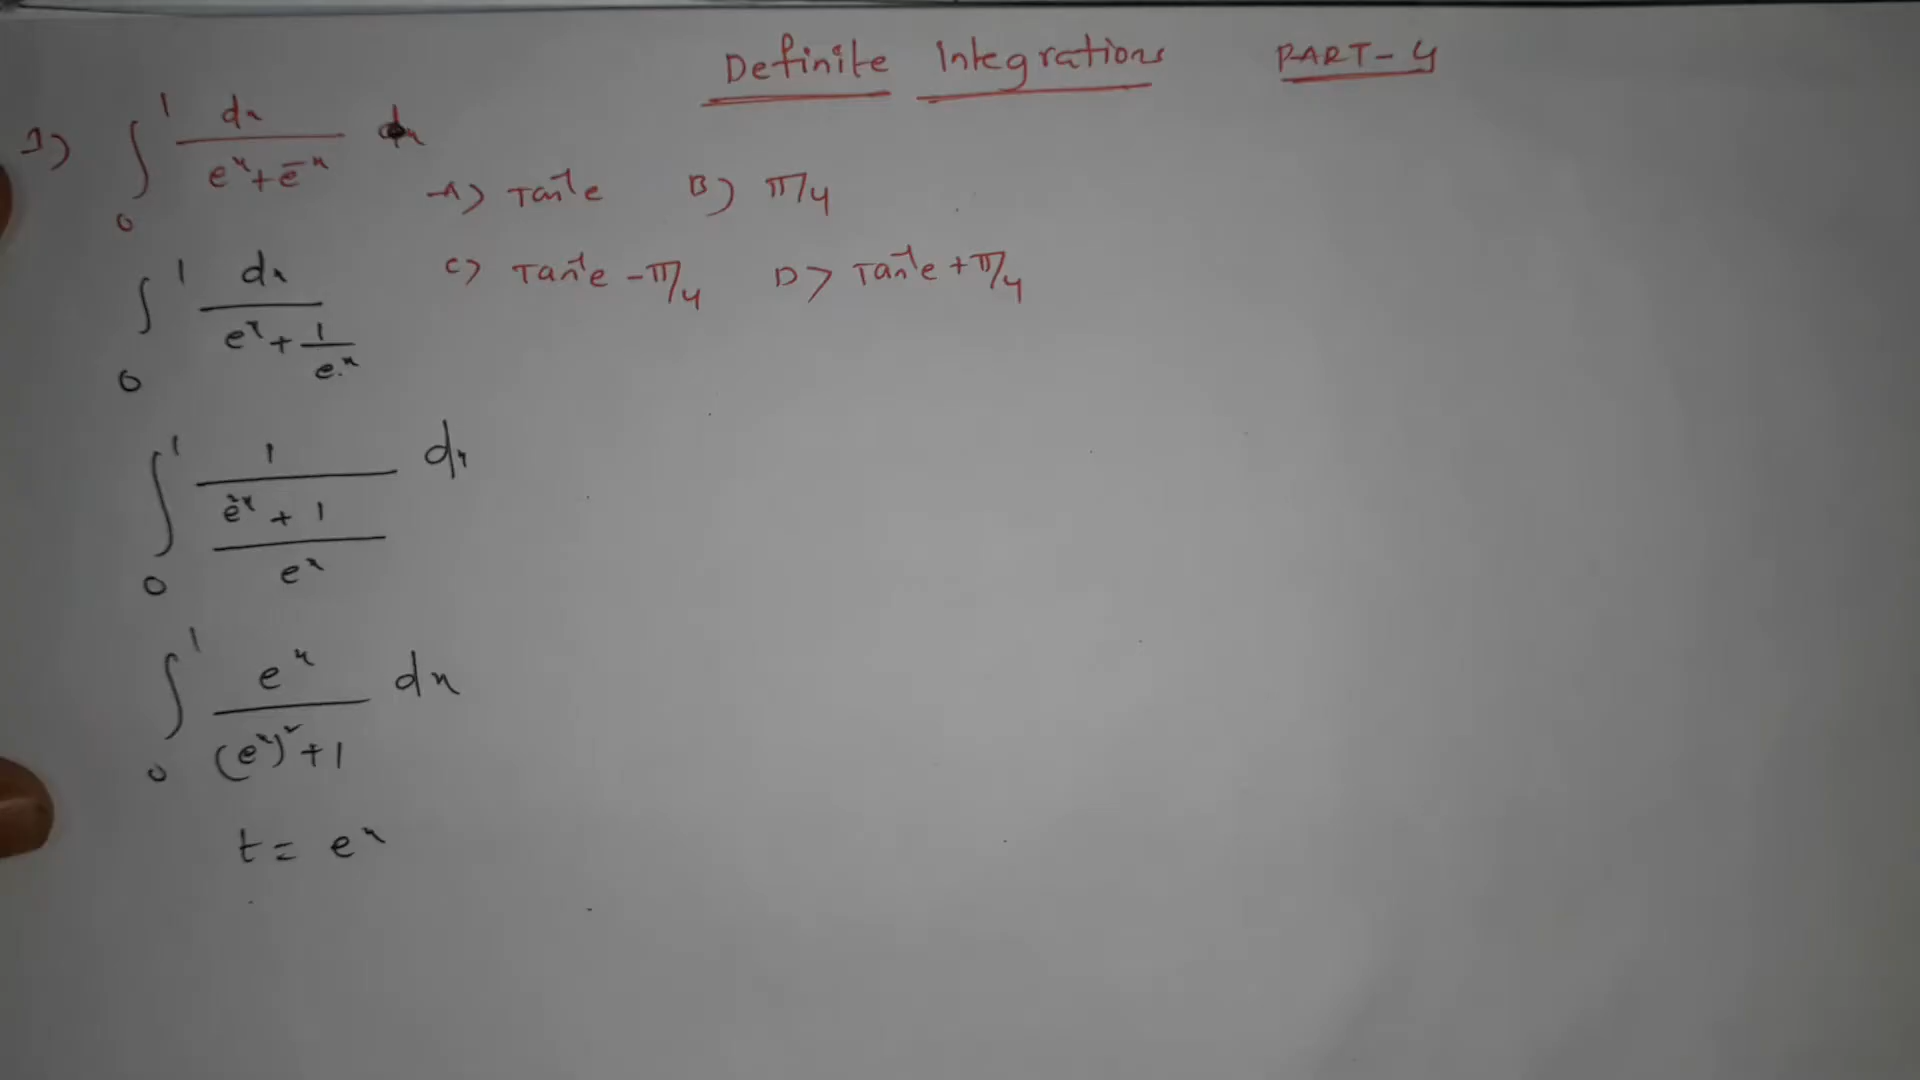 Definite Integrations PART-4
1) ∫₀¹ dx/(eˣ+e⁻ˣ)
A) Tan⁻¹e B) π/4
C) Tan⁻¹e - π/4 D) Tan⁻¹e + π/4
∫₀¹ dx/(eˣ + 1/eˣ)
∫₀¹ 1/((e²ˣ + 1)/eˣ) dx
∫₀¹ eˣ/((eˣ)²+1) dx
t = eˣ